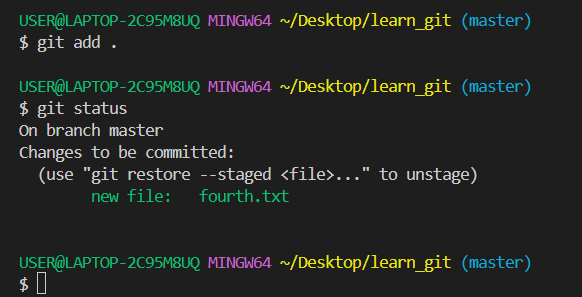 USER@LAPTOP-2C95M8UQ MINGW64 ~/Desktop/learn_git (master)
$ git add .
USER@LAPTOP-2C95M8UQ MINGW64 ~/Desktop/learn_git (master)
$ git status
On branch master
Changes to be committed:
  (use "git restore --staged <file>..." to unstage)
        new file:   fourth.txt
USER@LAPTOP-2C95M8UQ MINGW64 ~/Desktop/learn_git (master)
$